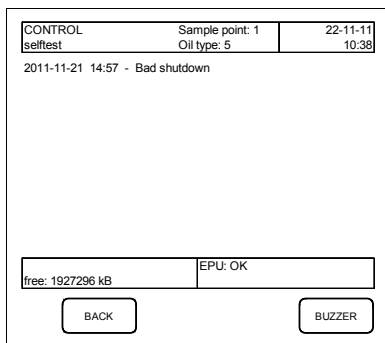 CONTROL Sample point: 1 22-11-11
selftest Oil type: 5 10:38
2011-11-21 14:57 - Bad shutdown
EPU: OK
free: 1927296 kB
BACK BUZZER